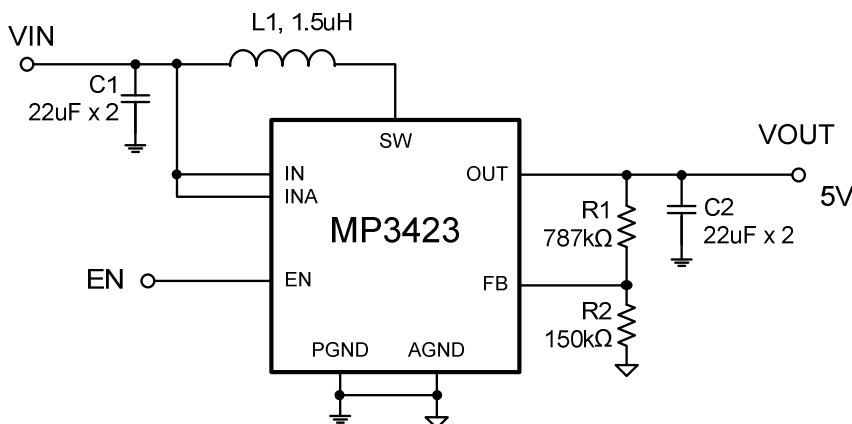 L1, 1.5uH
VIN
C1
22uF x 2
SW
IN
INA
OUT
VOUT
5V
R1
787kΩ
C2
22uF x 2
MP3423
EN
EN
FB
R2
150kΩ
PGND
AGND